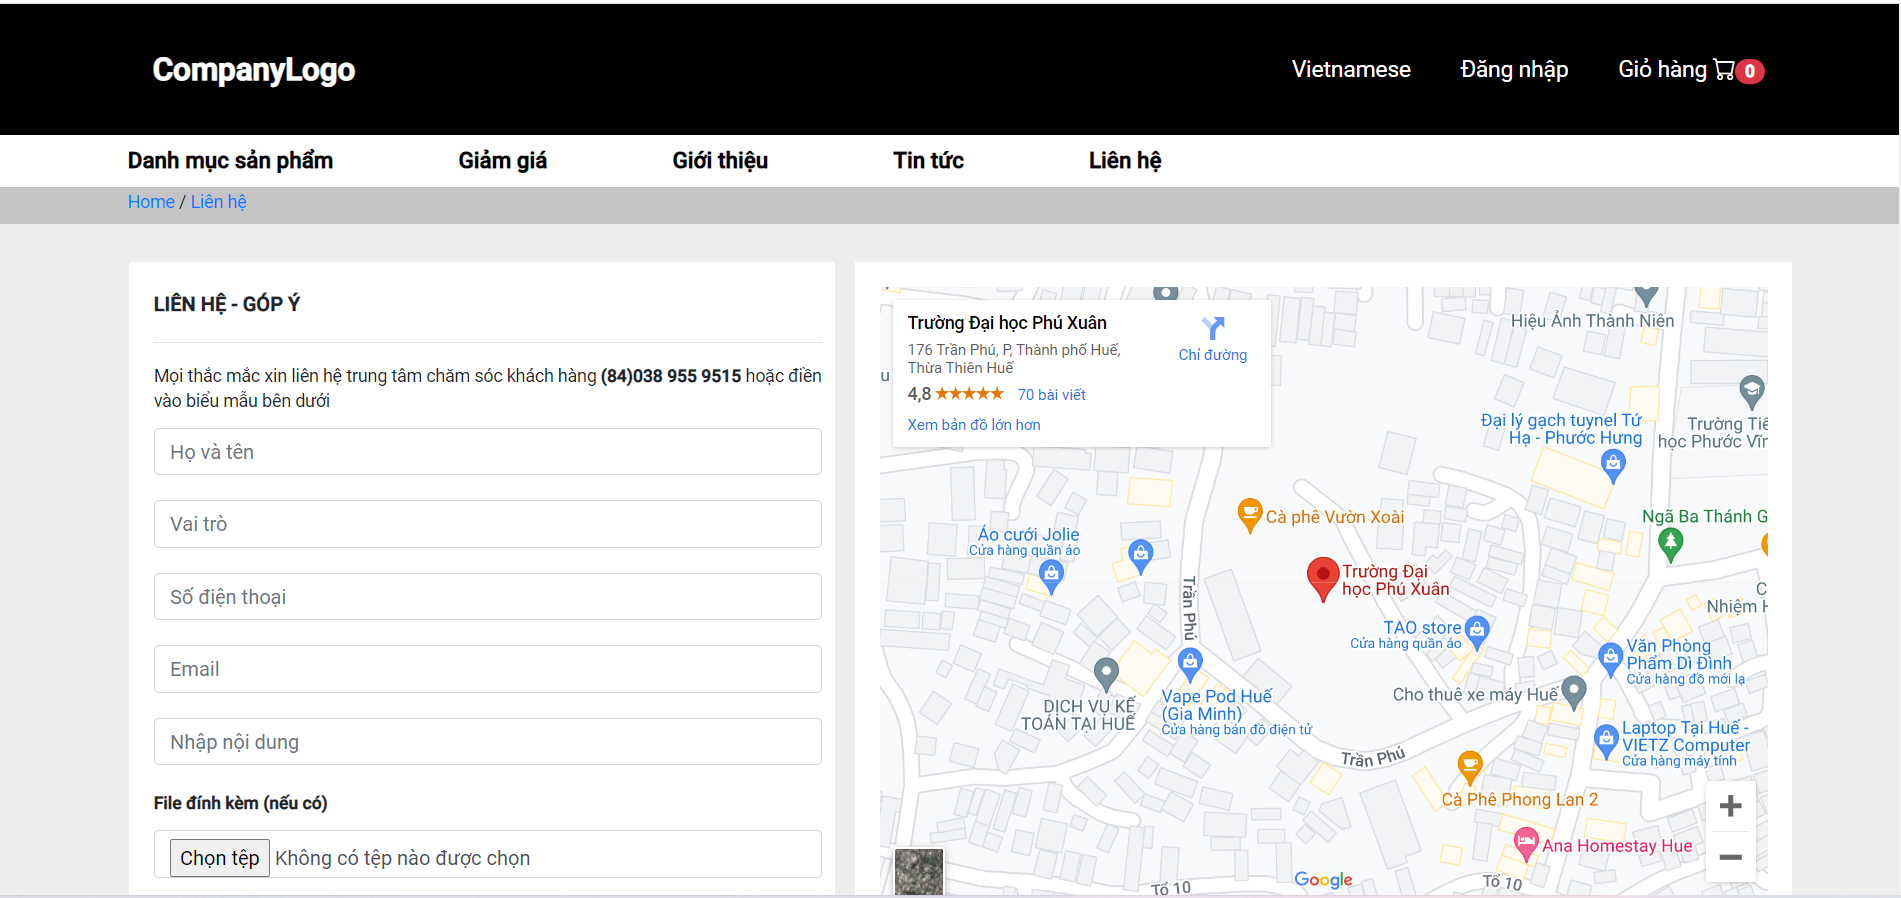 CompanyLogo
Vietnamese
Đăng nhập
Giỏ hàng 0
Danh mục sản phẩm
Giảm giá
Giới thiệu
Tin tức
Liên hệ
Home / Liên hệ
LIÊN HỆ - GÓP Ý
Mọi thắc mắc xin liên hệ trung tâm chăm sóc khách hàng (84)038 955 9515 hoặc điền
vào biểu mẫu bên dưới
Họ và tên
Vai trò
Số điện thoại
Email
Nhập nội dung
File đính kèm (nếu có)
Chọn tệp Không có tệp nào được chọn
Trường Đại học Phú Xuân
176 Trần Phú, P, Thành phố Huế,
Thừa Thiên Huế
Chỉ đường
4,8 ★★★★★ 70 bài viết
Xem bản đồ lớn hơn
Hiệu Ảnh Thành Niên
Đại lý gạch tuynel Tứ
Hạ - Phước Hưng
Trường Tiể
học Phước Vĩn
Cà phê Vườn Xoài
Ngã Ba Thánh G
Áo cưới Jolie
Cửa hàng quần áo
Trường Đại
học Phú Xuân
Trần Phú
Nhiệm
TAO store
Cửa hàng quần áo
Văn Phòng
Phẩm Dì Đình
Cửa hàng đồ mới lạ
Cho thuê xe máy Huế
DỊCH VỤ KẾ
TOÁN TẠI HUẾ
Vape Pod Huế
(Gia Minh)
Cửa hàng bán đồ điện tử
Laptop Tại Huế -
VIETZ Computer
Cửa hàng máy tính
Trần Phú
Cà Phê Phong Lan 2
Ana Homestay Hue
Google
Tổ 10
Tổ 10